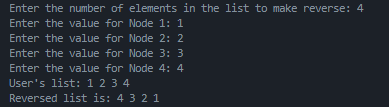 Enter the number of elements in the list to make reverse: 4
Enter the value for Node 1: 1
Enter the value for Node 2: 2
Enter the value for Node 3: 3
Enter the value for Node 4: 4
User's list: 1 2 3 4
Reversed list is: 4 3 2 1